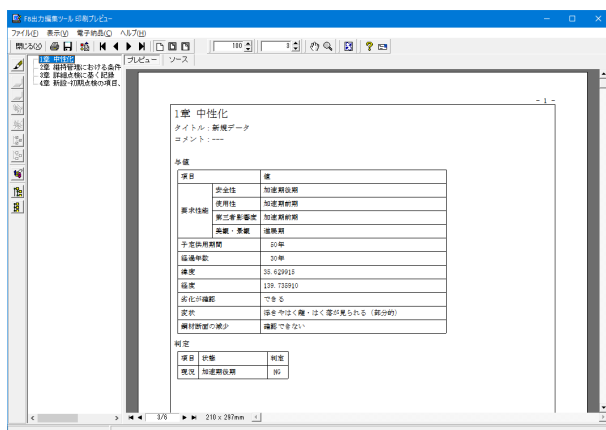 F8出力編集ツール 印刷プレビュー
ファイル(F) 表示(V) 電子納品(C) ヘルプ(H)
閉じる(X) 100 3
1章 中性化
2章 維持管理における条件
3章 詳細点検に基く記録
4章 新設・初期点検の項目、
プレビュー ソース
- 1 -
1章 中性化
タイトル：新規データ
コメント：---
与値
項目 値
要求性能 安全性 加速期後期
使用性 加速期前期
第三者影響度 加速期前期
美観・景観 進展期
予定供用期間 50年
経過年数 30年
緯度 35.629915
経度 139.735910
劣化が確認 できる
変状 浮きやはく離・はく落が見られる（部分的）
鋼材断面の減少 確認できない
判定
項目 状態 判定
現況 加速期後期 NG
3/6 210 x 297mm